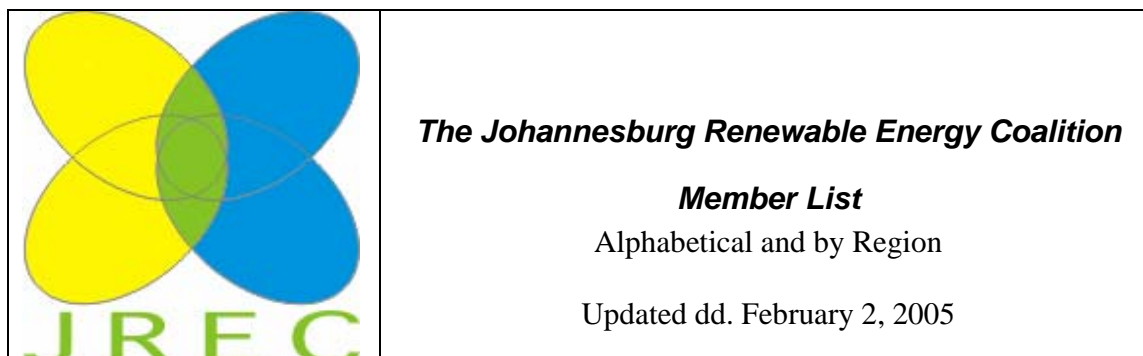 JREC
The Johannesburg Renewable Energy Coalition
Member List
Alphabetical and by Region
Updated dd. February 2, 2005